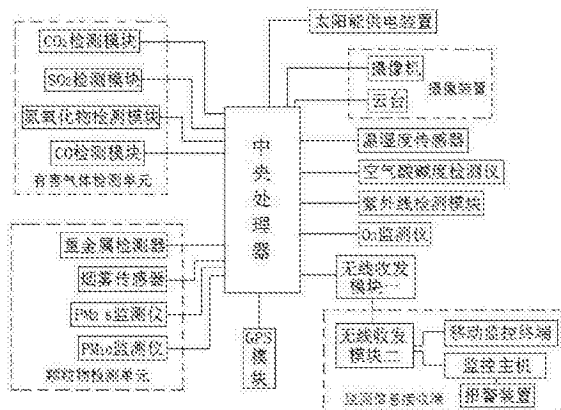 CO₂检测模块
SO₂检测模块
氮氧化物检测模块
CO检测模块
有害气体检测单元
重金属检测器
烟雾传感器
PM2.5监测仪
PM10监测仪
颗粒物检测单元
中央处理器
GPS
模块
太阳能供电装置
摄像机
云台
摄像装置
温湿度传感器
空气酸碱度检测仪
紫外线检测模块
O₃监测仪
无线收发
模块一
无线收发
模块二
移动监控终端
监控主机
报警装置